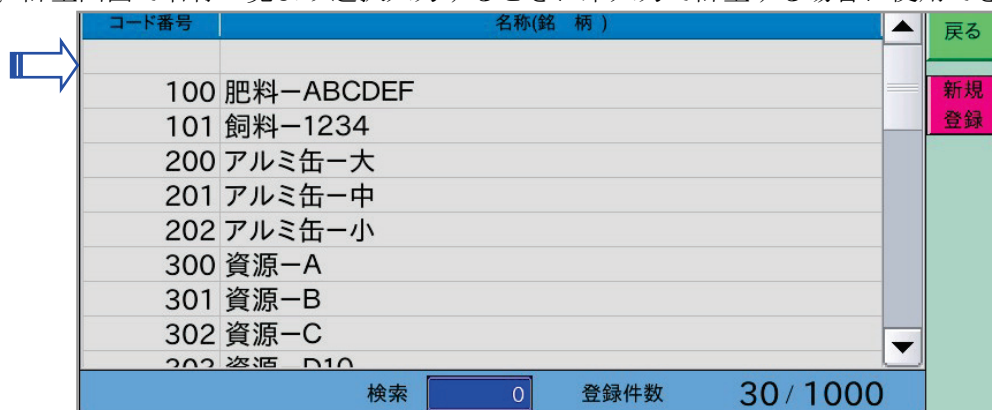 コード番号 名称(銘 柄 ) 戻る
100 肥料ーABCDEF
101 飼料ー1234
200 アルミ缶ー大
201 アルミ缶ー中
202 アルミ缶ー小
300 資源ーA
301 資源ーB
302 資源ーC
新規
登録
検索 0 登録件数 30/1000